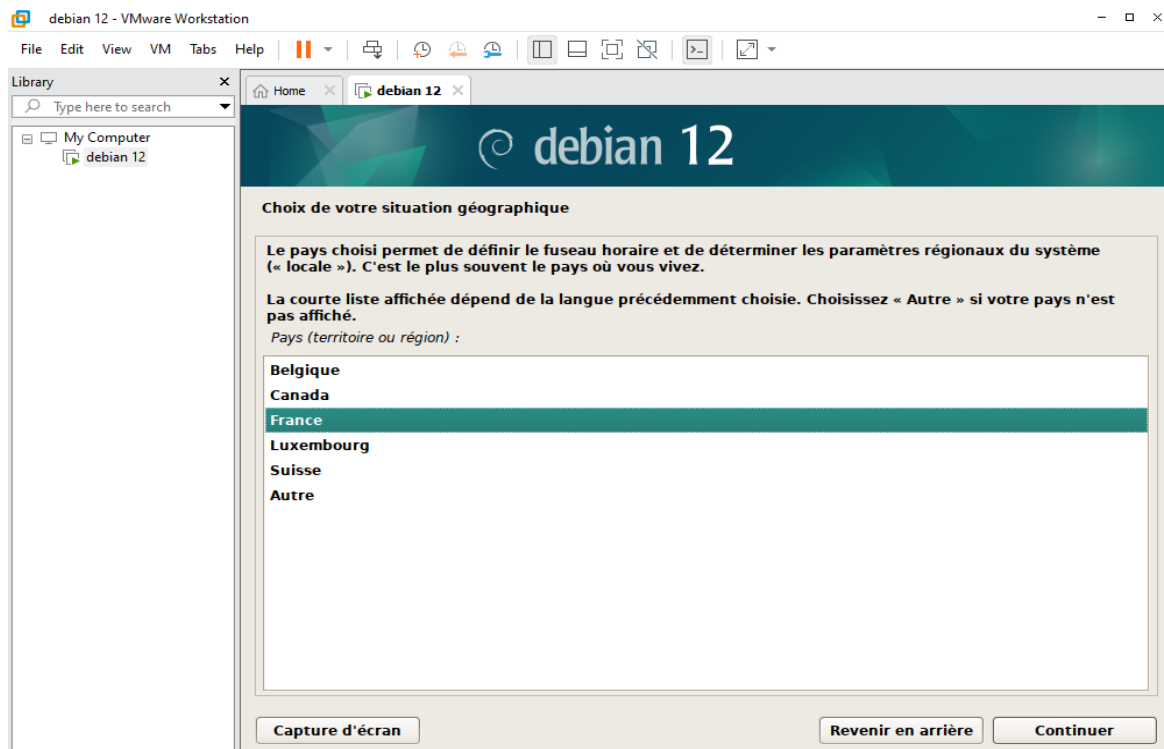 debian 12 - VMware Workstation
File Edit View VM Tabs Help
Library
Type here to search
My Computer
debian 12
Home
debian 12
debian 12
Choix de votre situation géographique
Le pays choisi permet de définir le fuseau horaire et de déterminer les paramètres régionaux du système
(« locale »). C'est le plus souvent le pays où vous vivez.
La courte liste affichée dépend de la langue précédemment choisie. Choisissez « Autre » si votre pays n'est
pas affiché.
Pays (territoire ou région) :
Belgique
Canada
France
Luxembourg
Suisse
Autre
Capture d'écran
Revenir en arrière
Continuer